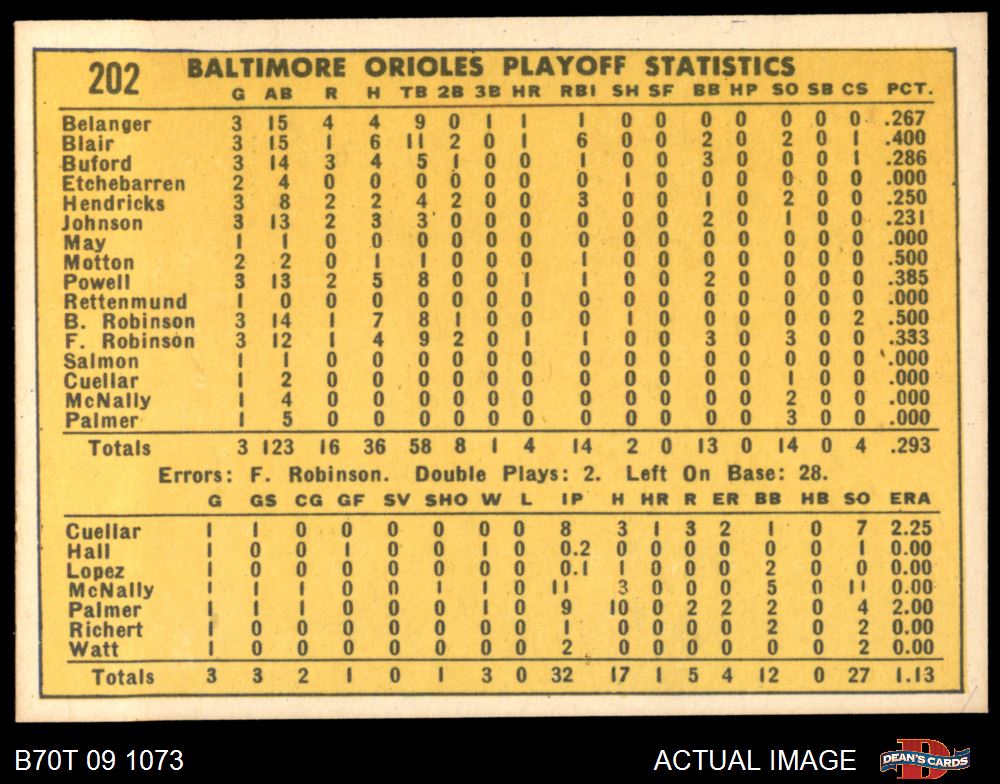 202 BALTIMORE ORIOLES PLAYOFF STATISTICS
G AB R H TB 2B 3B HR RBI SH SF BB HP SO SB CS PCT.
Belanger 3 15 4 4 9 0 1 1 1 0 0 0 0 0 0 0 .267
Blair 3 15 1 6 11 2 0 1 6 0 0 2 0 2 0 1 .400
Buford 3 14 3 4 5 1 0 0 1 0 0 3 0 0 0 1 .286
Etchebarren 2 4 0 0 0 0 0 0 0 1 0 0 0 0 0 0 .000
Hendricks 3 8 2 2 4 2 0 0 3 0 0 1 0 2 0 0 .250
Johnson 3 13 2 3 3 0 0 0 0 0 0 2 0 1 0 0 .231
May 1 1 0 0 0 0 0 0 0 0 0 0 0 0 0 0 .000
Motton 2 2 0 1 1 0 0 0 1 0 0 0 0 0 0 0 .500
Powell 3 13 2 5 8 0 0 1 1 0 0 2 0 0 0 0 .385
Rettenmund 1 0 0 0 0 0 0 0 0 0 0 0 0 0 0 0 .000
B. Robinson 3 14 1 7 8 1 0 0 0 1 0 0 0 0 0 2 .500
F. Robinson 3 12 1 4 9 2 0 1 1 0 0 3 0 3 0 0 .333
Salmon 1 1 0 0 0 0 0 0 0 0 0 0 0 0 0 0 .000
Cuellar 1 2 0 0 0 0 0 0 0 0 0 0 0 1 0 0 .000
McNally 1 4 0 0 0 0 0 0 0 0 0 0 0 2 0 0 .000
Palmer 1 5 0 0 0 0 0 0 0 0 0 0 0 3 0 0 .000
Totals 3 123 16 36 58 8 1 4 14 2 0 13 0 14 0 4 .293
Errors: F. Robinson. Double Plays: 2. Left On Base: 28.
G GS CG GF SV SHO W L IP H HR R ER BB HB SO ERA
Cuellar 1 1 0 0 0 0 0 0 8 3 1 3 2 1 0 7 2.25
Hall 1 0 0 1 0 0 1 0 0.2 0 0 0 0 0 0 1 0.00
Lopez 1 0 0 0 0 0 0 0 0.1 1 0 0 0 2 0 0 0.00
McNally 1 1 1 0 0 1 1 0 11 3 0 0 0 5 0 11 0.00
Palmer 1 1 1 0 0 0 1 0 9 10 0 2 2 2 0 4 2.00
Richert 1 0 0 0 0 0 0 0 1 0 0 0 0 2 0 2 0.00
Watt 1 0 0 0 0 0 0 0 2 0 0 0 0 0 0 2 0.00
Totals 3 3 2 1 0 1 3 0 32 17 1 5 4 12 0 27 1.13
B70T 09 1073 ACTUAL IMAGE DEAN'S CARDS